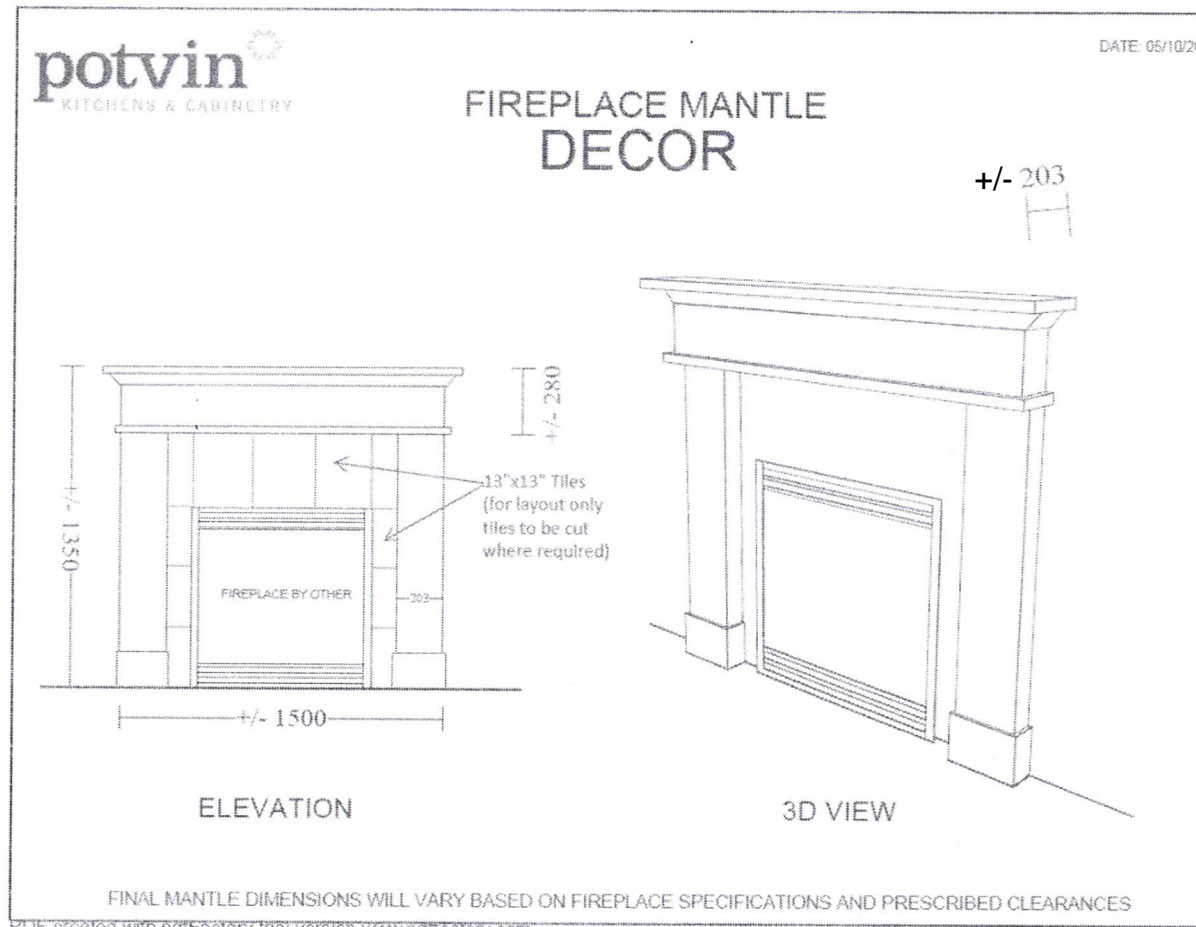 potvin
KITCHENS & CABINETRY
DATE: 05/10/20
FIREPLACE MANTLE
DECOR
+/- 203
+/- 280
13"x13" Tiles
(for layout only
tiles to be cut
where required)
+/- 1350
FIREPLACE BY OTHER
203
+/- 1500
ELEVATION
3D VIEW
FINAL MANTLE DIMENSIONS WILL VARY BASED ON FIREPLACE SPECIFICATIONS AND PRESCRIBED CLEARANCES